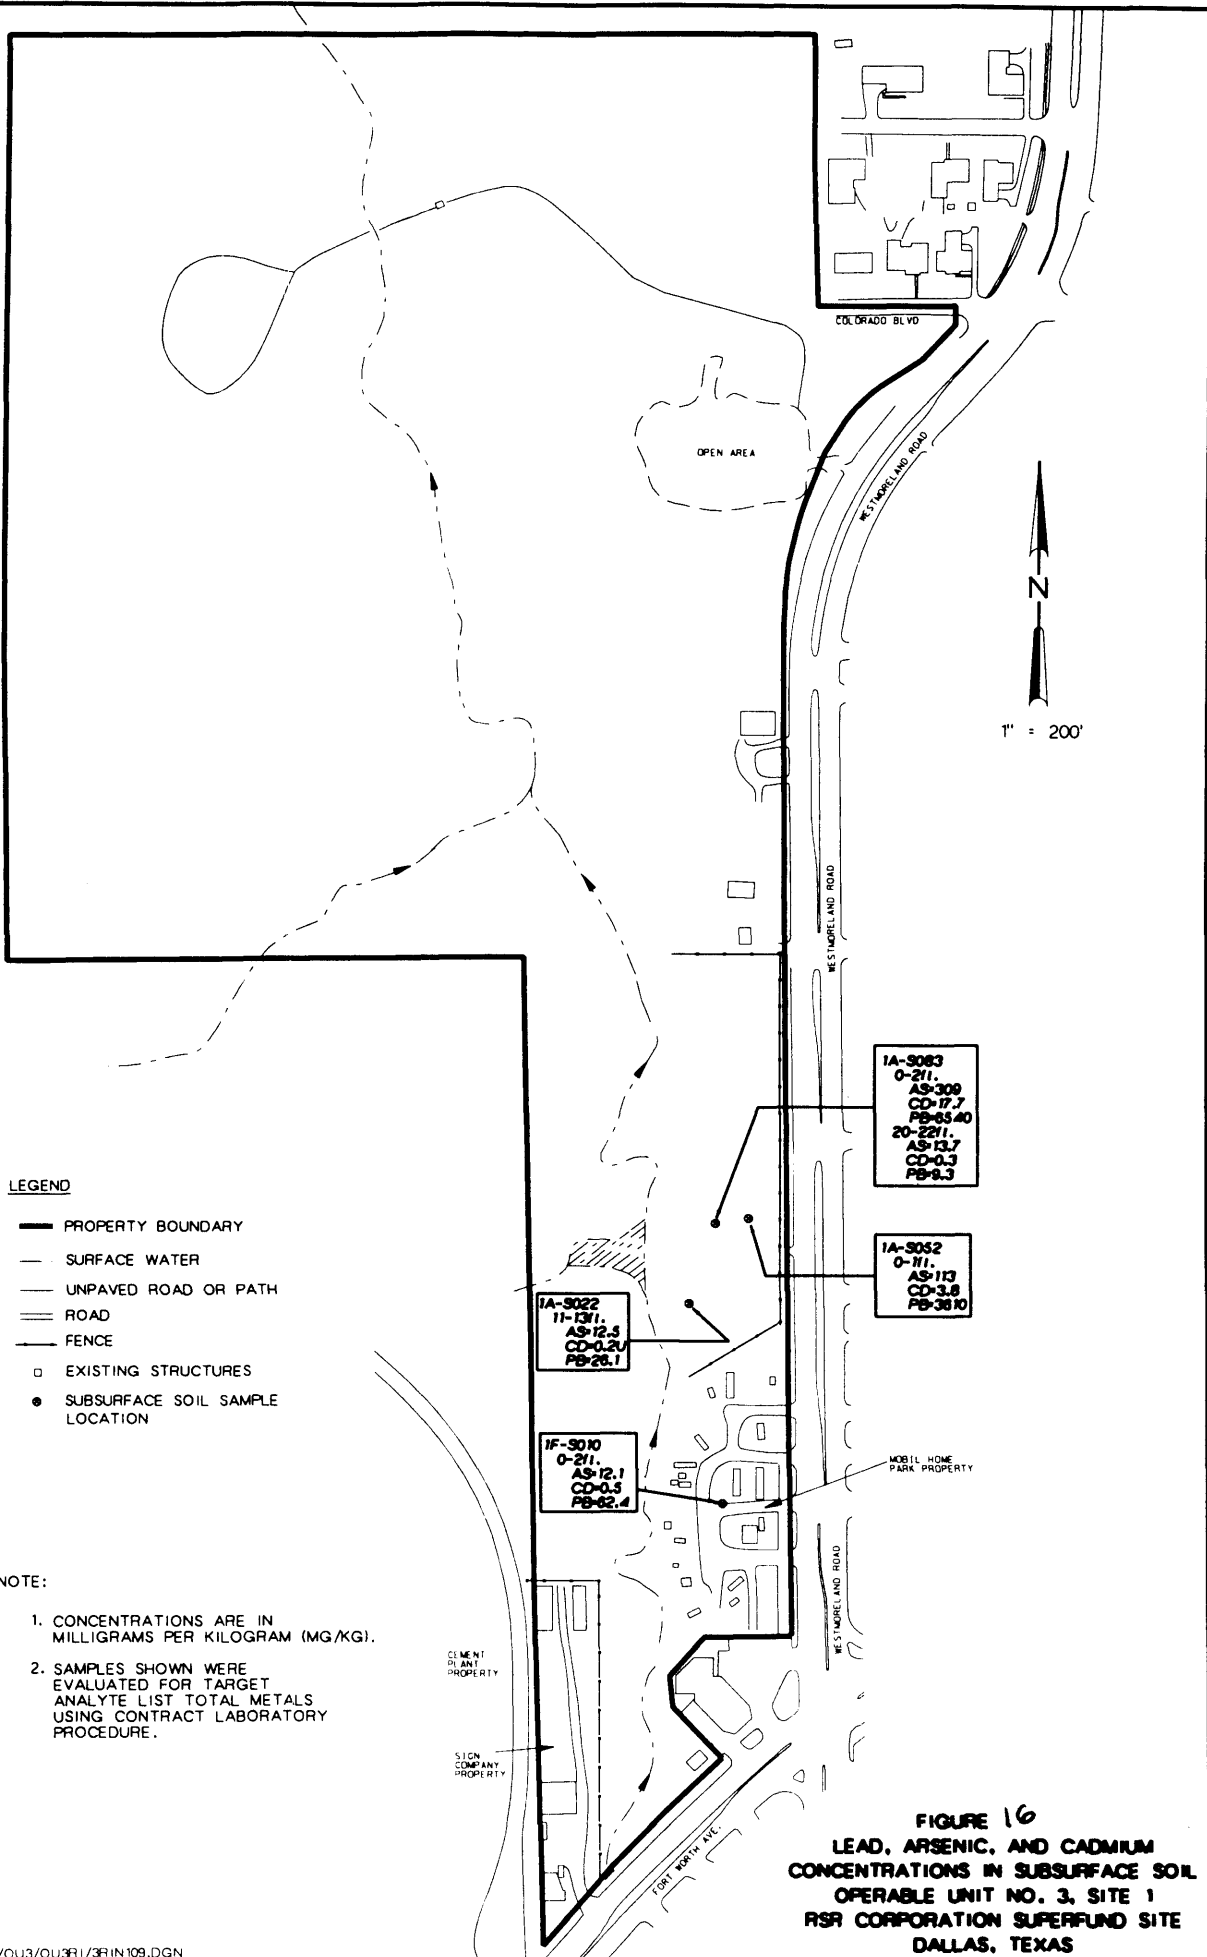 COLORADO BLVD
OPEN AREA
WESTMORELAND ROAD
N
1" = 200'
WESTMORELAND ROAD
1A-S083
0-2ft.
AS=309
CD=17.7
PB=6540
20-22ft.
AS=13.7
CD=0.3
PB=9.3
1A-S052
0-1ft.
AS=113
CD=3.8
PB=3610
1A-S022
11-13ft.
AS=12.5
CD=0.2U
PB=26.1
1F-S010
0-2ft.
AS=12.1
CD=0.5
PB=62.4
MOBIL HOME
PARK PROPERTY
WESTMORELAND ROAD
LEGEND
PROPERTY BOUNDARY
SURFACE WATER
UNPAVED ROAD OR PATH
ROAD
FENCE
EXISTING STRUCTURES
SUBSURFACE SOIL SAMPLE
LOCATION
NOTE:
1. CONCENTRATIONS ARE IN
MILLIGRAMS PER KILOGRAM (MG/KG).
2. SAMPLES SHOWN WERE
EVALUATED FOR TARGET
ANALYTE LIST TOTAL METALS
USING CONTRACT LABORATORY
PROCEDURE.
CEMENT
PLANT
PROPERTY
SIGN
COMPANY
PROPERTY
FORT WORTH AVE.
FIGURE 16
LEAD, ARSENIC, AND CADMIUM
CONCENTRATIONS IN SUBSURFACE SOIL
OPERABLE UNIT NO. 3, SITE 1
RSR CORPORATION SUPERFUND SITE
DALLAS, TEXAS
/OU3/OU3RI/3RIN109.DGN